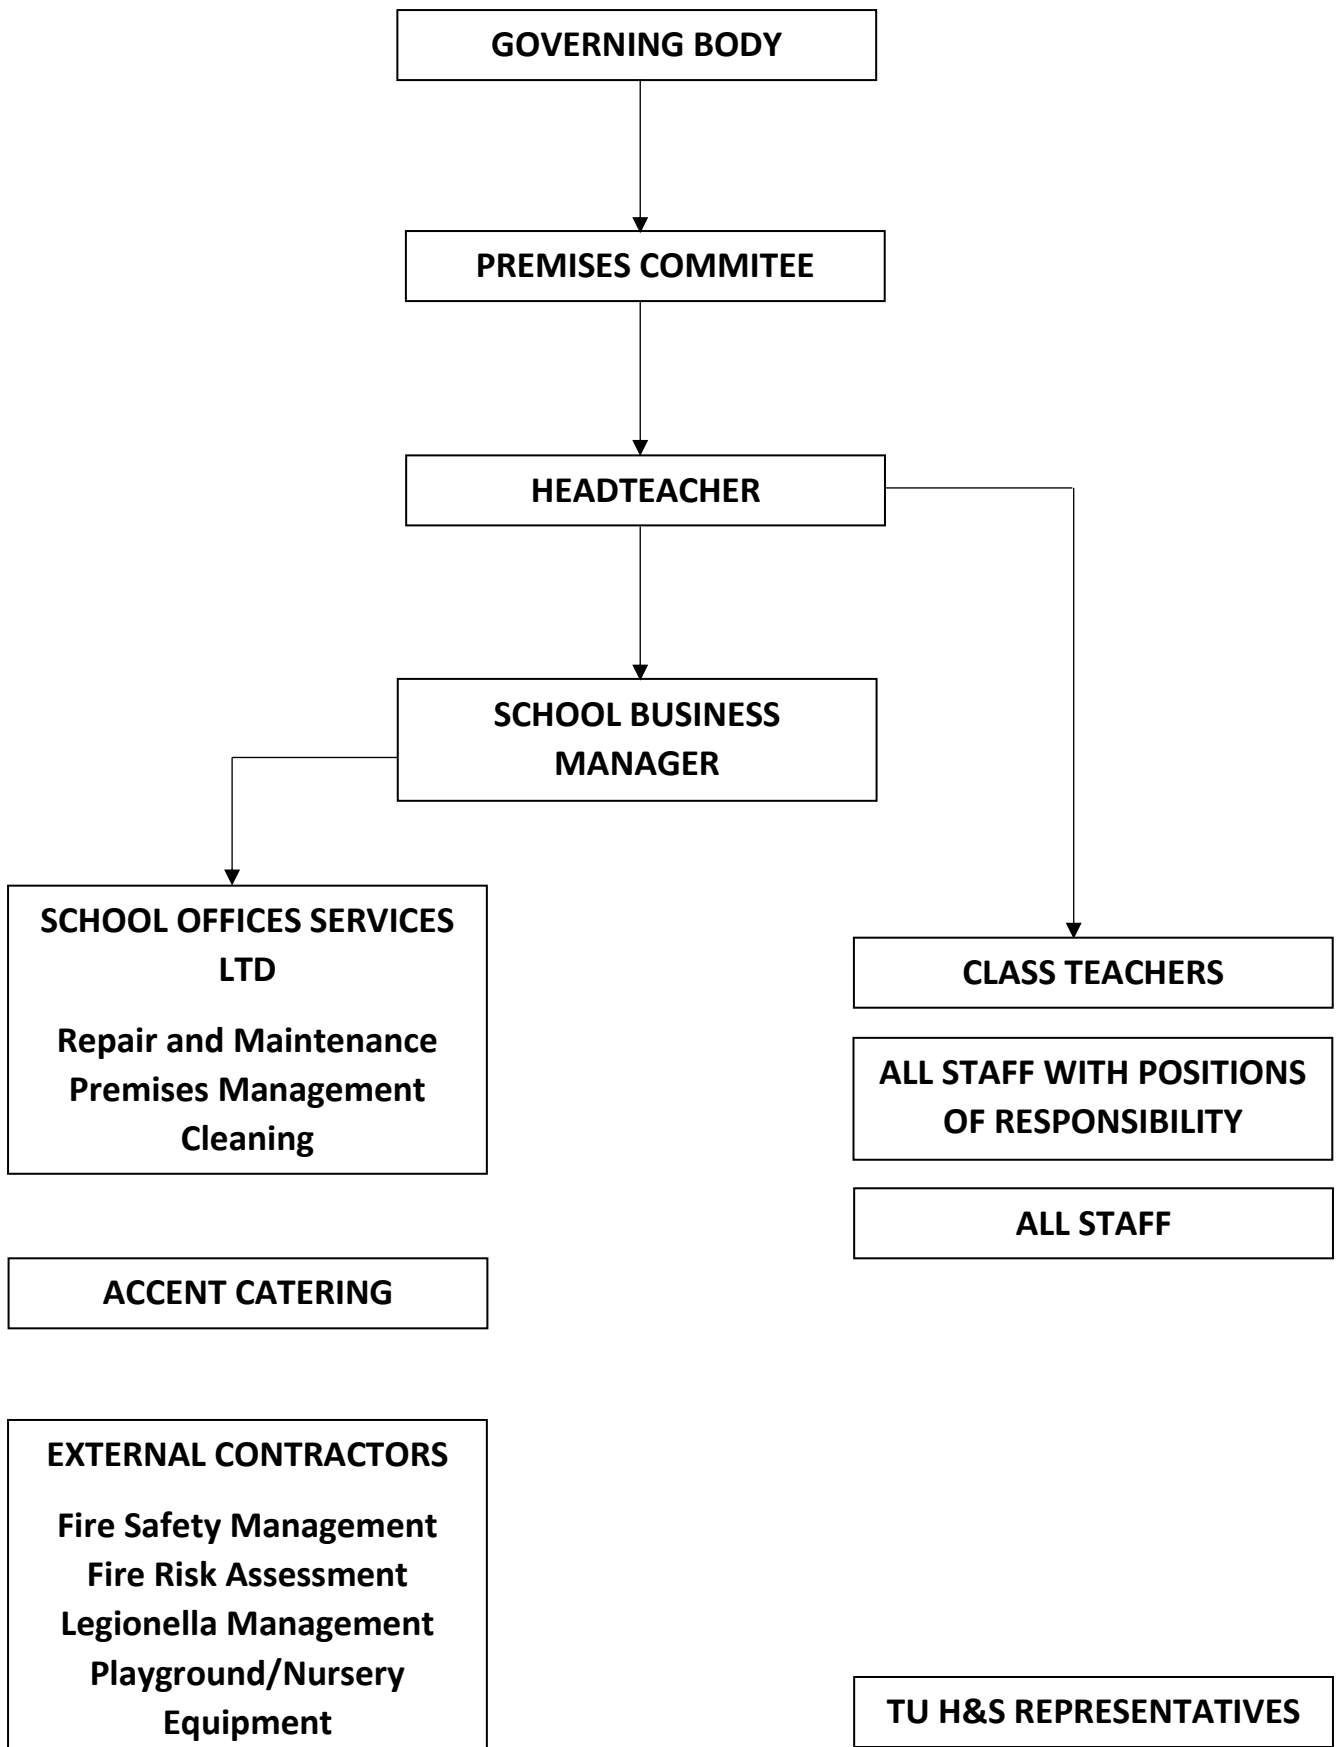 GOVERNING BODY
PREMISES COMMITEE
HEADTEACHER
SCHOOL BUSINESS
MANAGER
SCHOOL OFFICES SERVICES
LTD
Repair and Maintenance
Premises Management
Cleaning
CLASS TEACHERS
ALL STAFF WITH POSITIONS
OF RESPONSIBILITY
ALL STAFF
ACCENT CATERING
EXTERNAL CONTRACTORS
Fire Safety Management
Fire Risk Assessment
Legionella Management
Playground/Nursery
Equipment
TU H&S REPRESENTATIVES